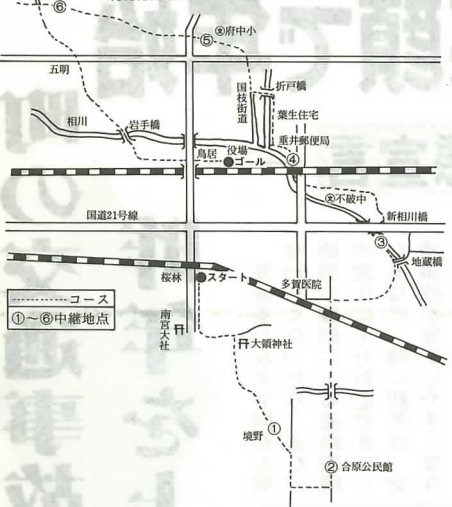 ⑥
⑤
㊫府中小
五明
国枝街道
折戸橋
葉生住宅
相川
岩手橋
垂井郵便局
役場
鳥居
●ゴール
④
㊫不破中
国道21号線
新相川橋
③
地蔵橋
桜林
●スタート
多賀医院
コース
①〜⑥中継地点
南宮大社
大領神社
①
境野
② 合原公民館